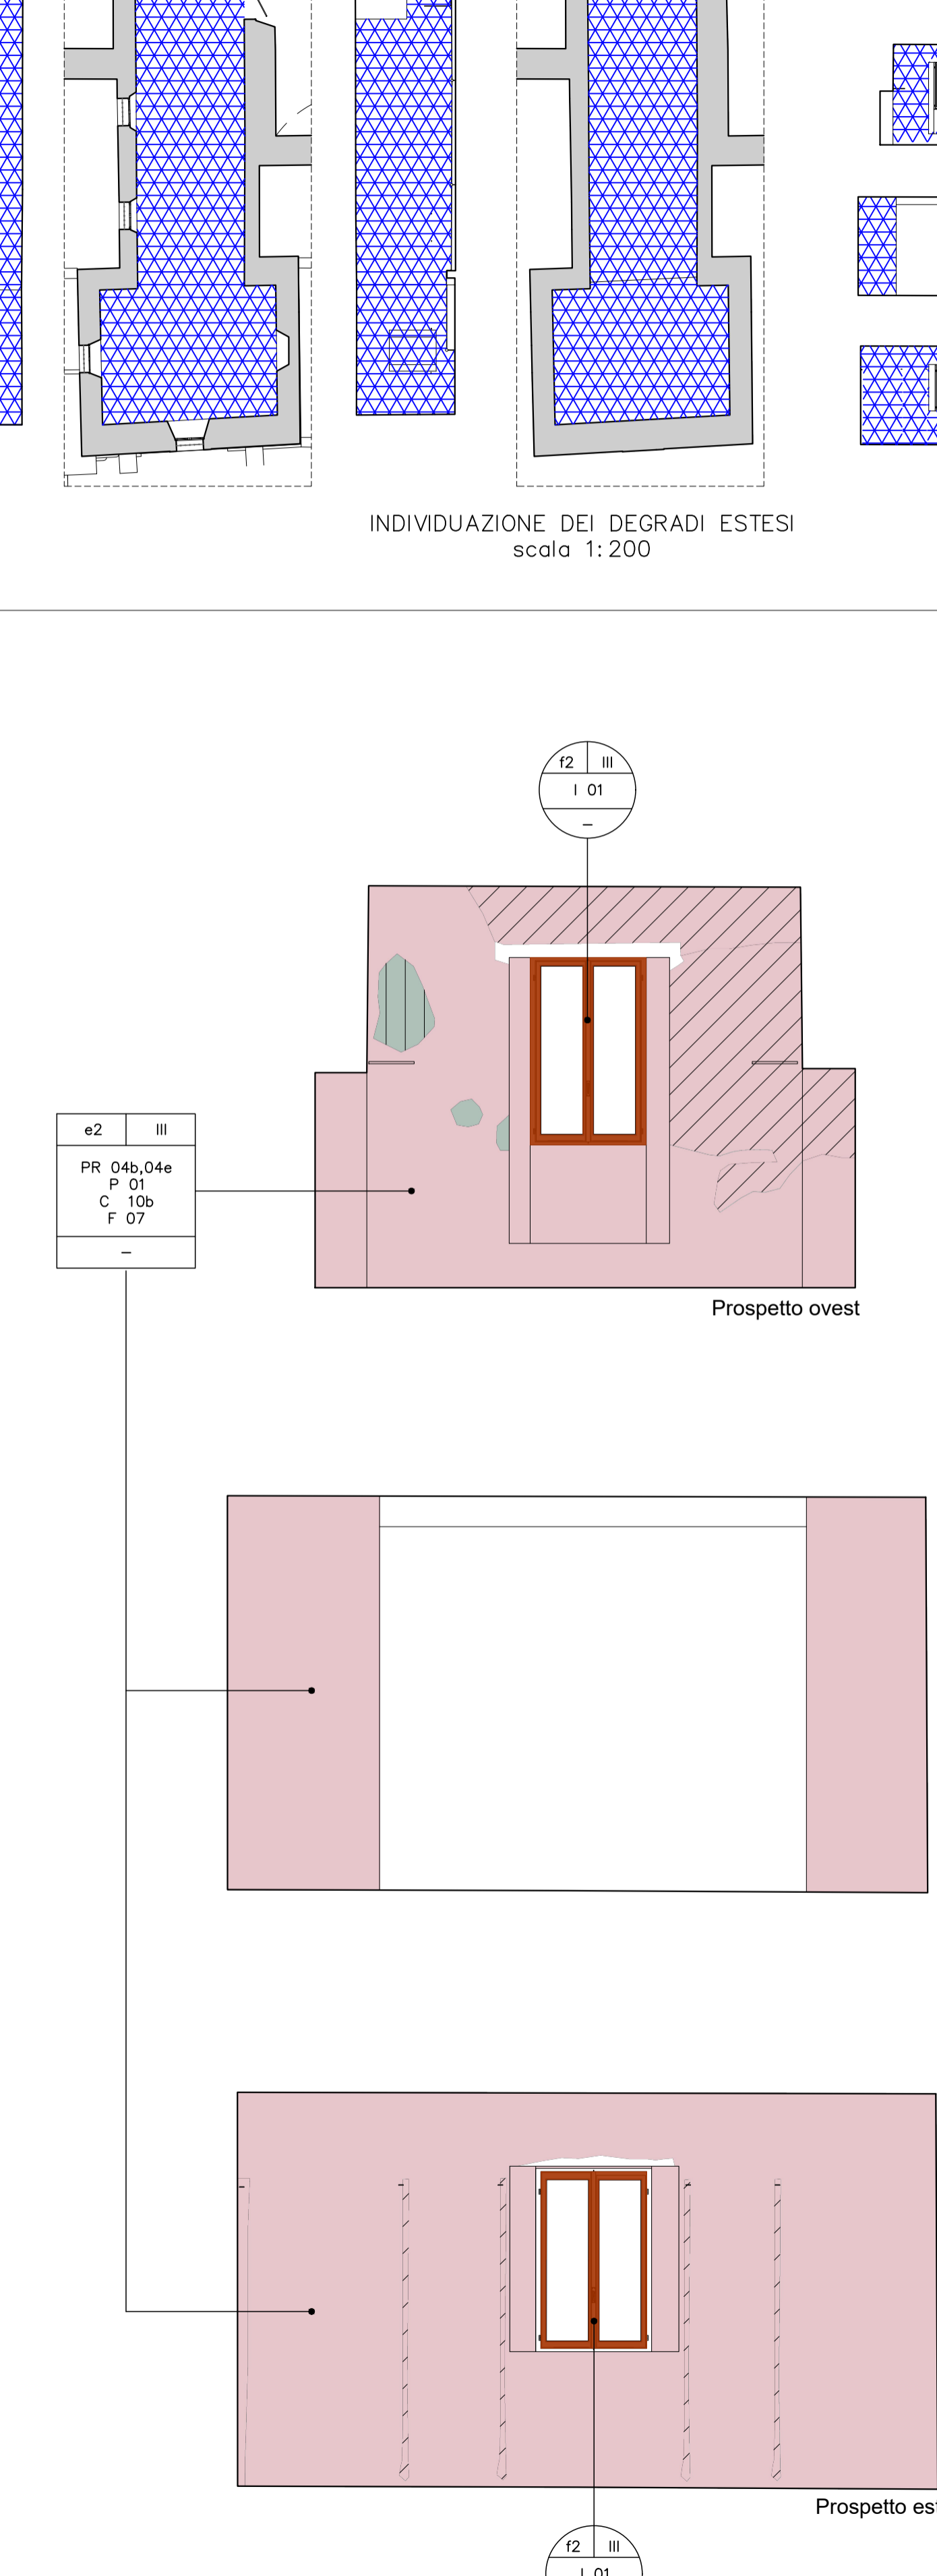 INDIVIDUAZIONE DEI DEGRADI ESTESI
scala 1:200
f2 III
I 01
–
e2 III
PR 04b,04e
P 01
C 10b
F 07
–
Prospetto ovest
Prospetto
f2 III
I 01